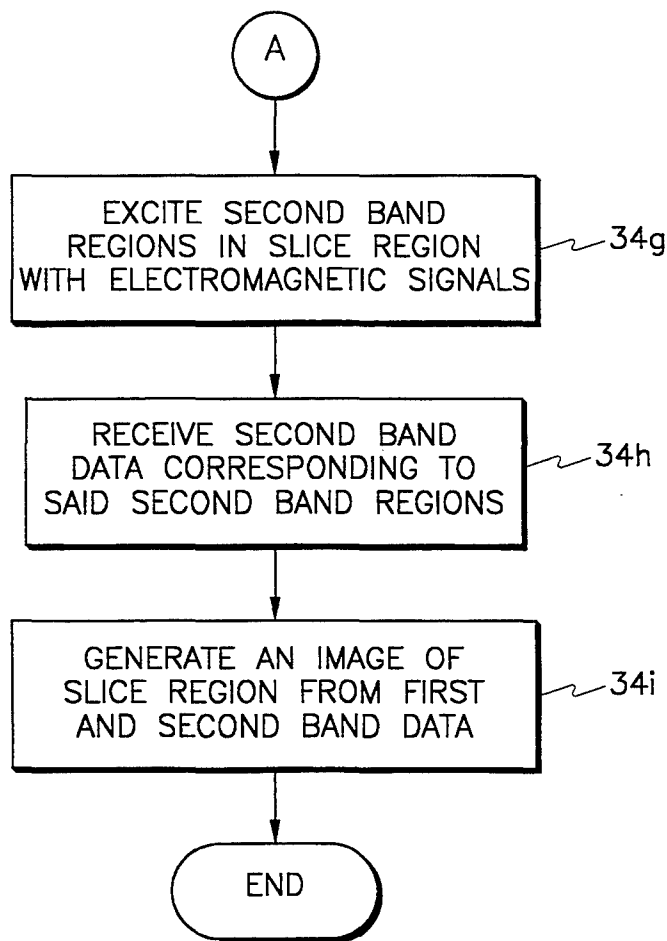 A
EXCITE SECOND BAND
REGIONS IN SLICE REGION
WITH ELECTROMAGNETIC SIGNALS
34g
RECEIVE SECOND BAND
DATA CORRESPONDING TO
SAID SECOND BAND REGIONS
34h
GENERATE AN IMAGE OF
SLICE REGION FROM FIRST
AND SECOND BAND DATA
34i
END